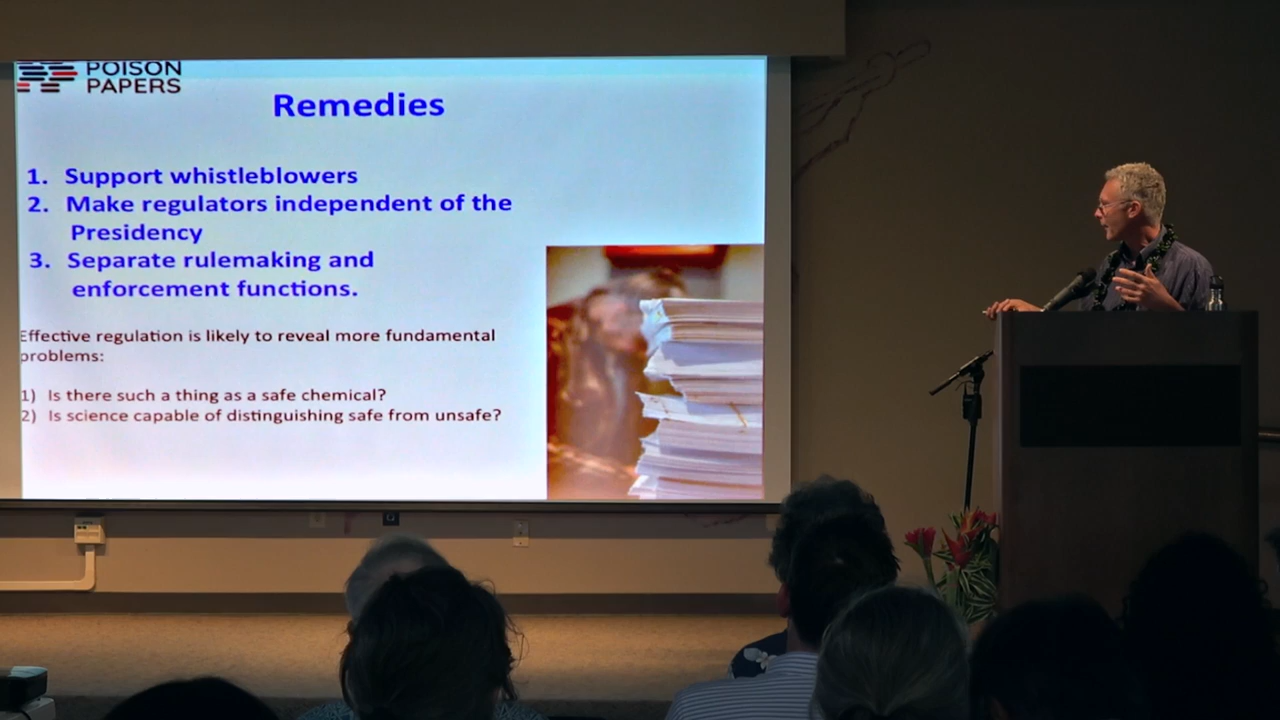 POISON
PAPERS
Remedies
1. Support whistleblowers
2. Make regulators independent of the
Presidency
3. Separate rulemaking and
enforcement functions.
Effective regulation is likely to reveal more fundamental
problems:
1) Is there such a thing as a safe chemical?
2) Is science capable of distinguishing safe from unsafe?